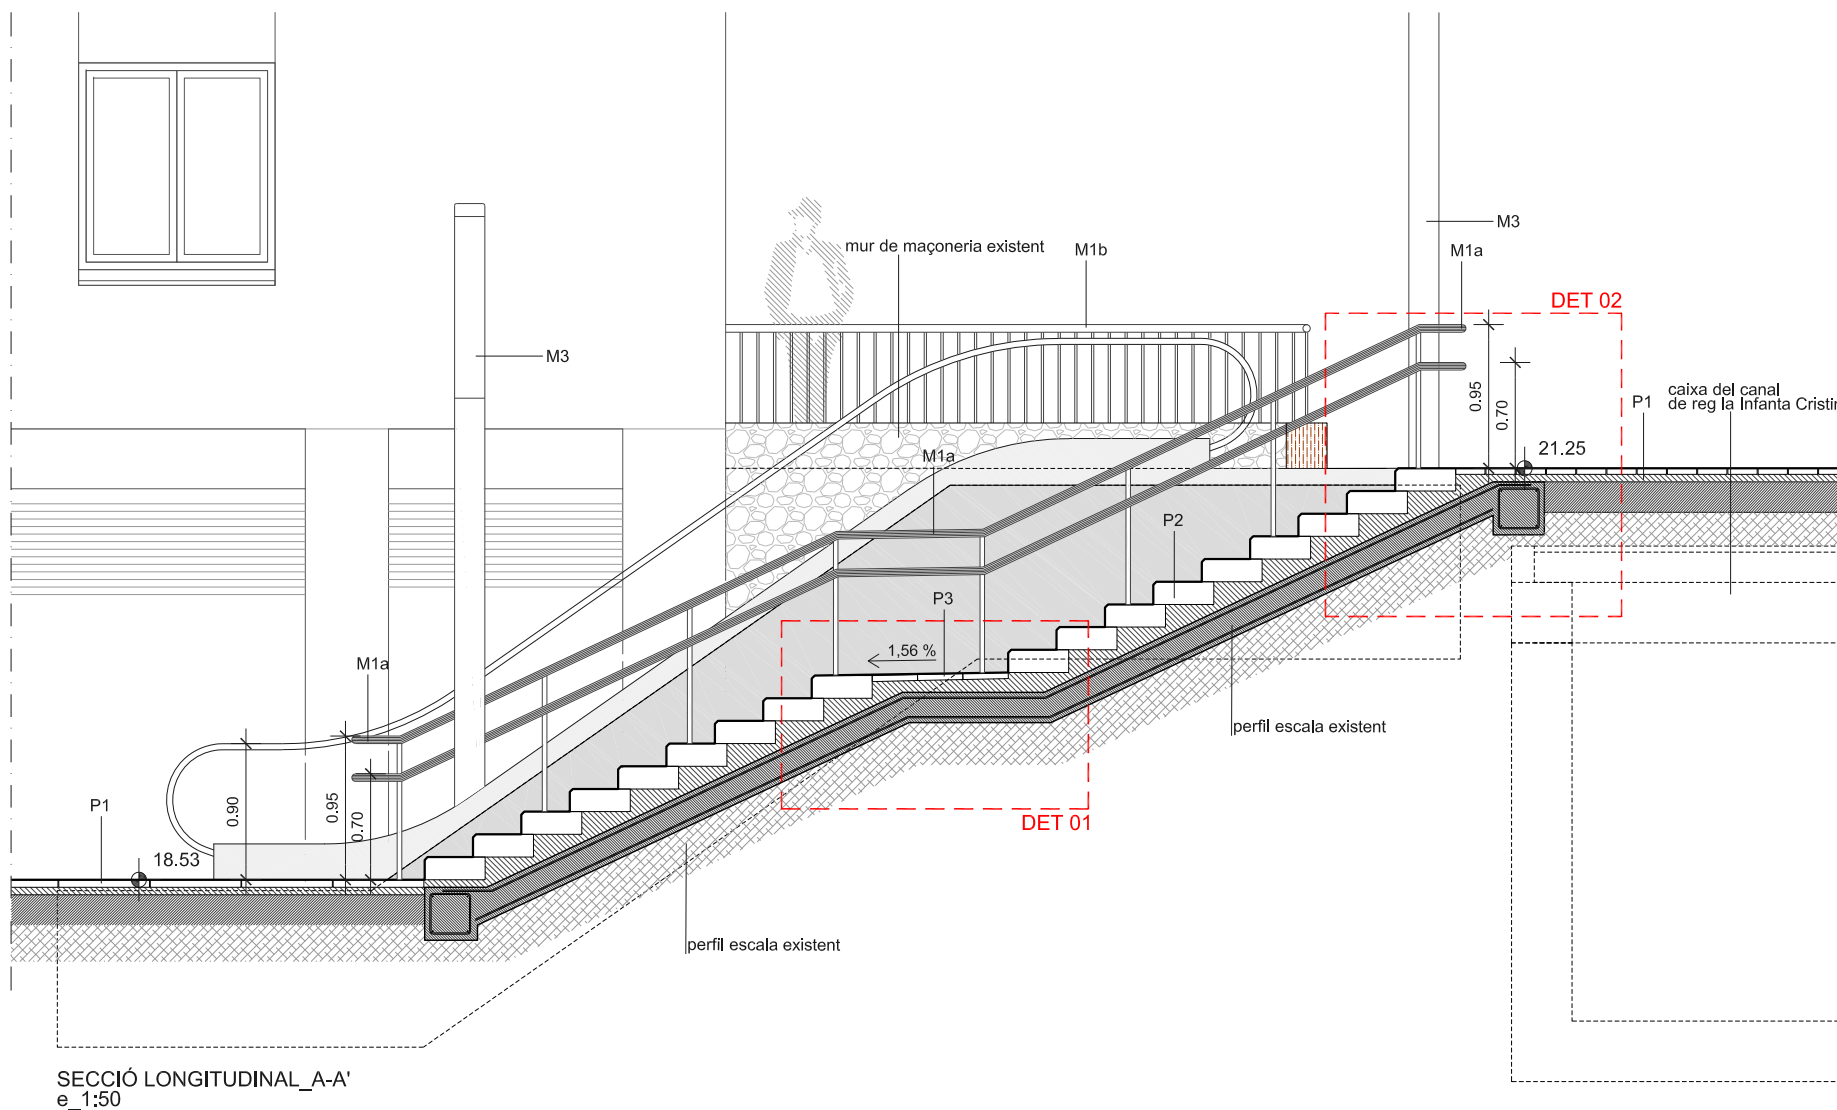 M3
M1a
mur de maçoneria existent
M1b
DET 02
M3
0.95
0.70
P1
caixa del canal
de reg la Infanta Cristin
21.25
M1a
P2
P3
1,56 %
M1a
perfil escala existent
DET 01
P1
0.90
0.95
0.70
18.53
perfil escala existent
SECCIÓ LONGITUDINAL_A-A'
e_1:50